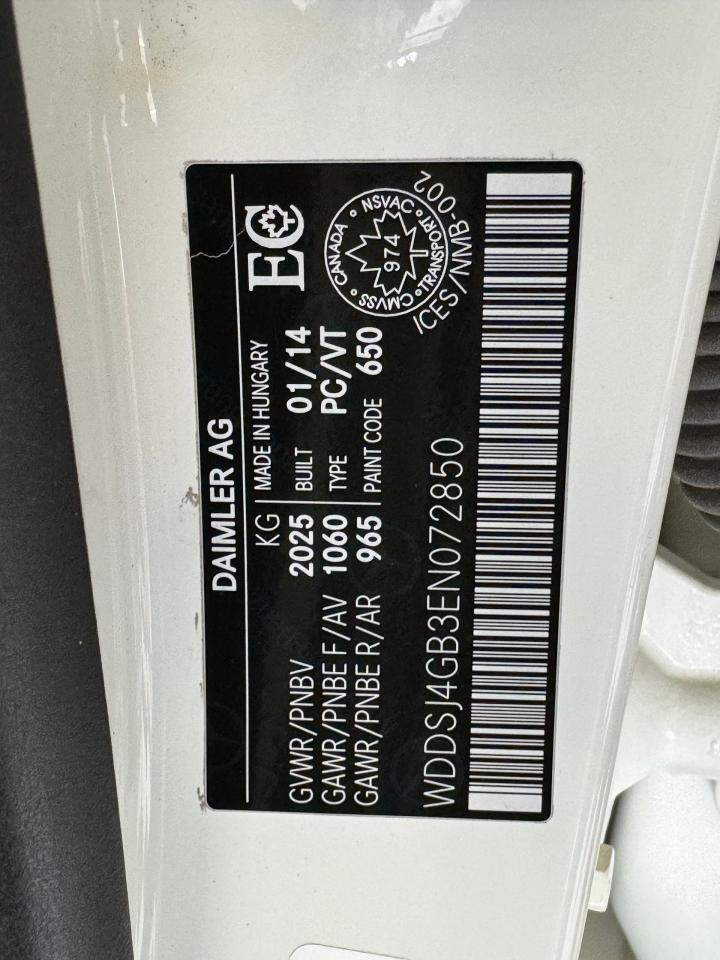 DAIMLER AG
KG MADE IN HUNGARY
GVWR/PNBV 2025 BUILT 01/14
GAWR/PNBE F/AV 1060 TYPE PC/VT
GAWR/PNBE R/AR 965 PAINT CODE 650
EC
CANADA • NSVAC • TRANSPORT • CMVSS
974
ICES/NMB-002
WDDSJ4GB3EN072850